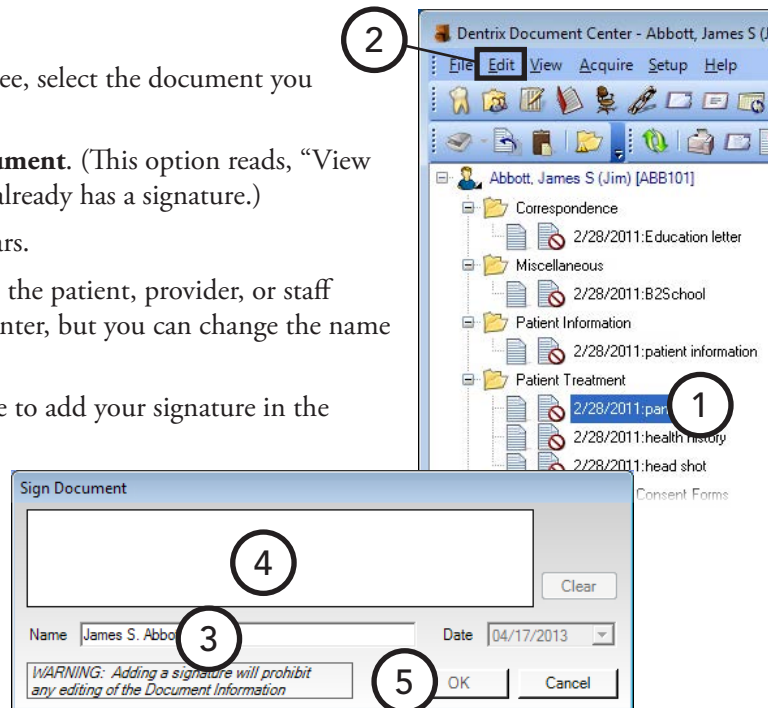 ee, select the document you
ument. (This option reads, “View
already has a signature.)
ars.
the patient, provider, or staff
nter, but you can change the name
e to add your signature in the
2
Dentrix Document Center - Abbott, James S (J
File Edit View Acquire Setup Help
Abbott, James S (Jim) [ABB101]
Correspondence
2/28/2011:Education letter
Miscellaneous
2/28/2011:B2School
Patient Information
2/28/2011:patient information
Patient Treatment
2/28/2011:pan
1
2/28/2011:health history
2/28/2011:head shot
Consent Forms
Sign Document
4
Clear
Name James S. Abbo
3
Date 04/17/2013
WARNING: Adding a signature will prohibit
any editing of the Document Information
5
OK Cancel